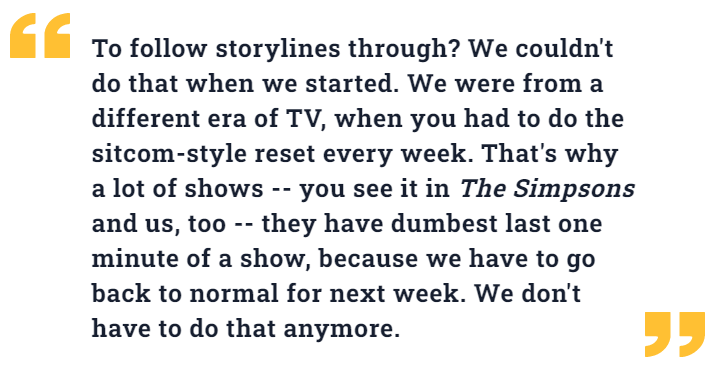 To follow storylines through? We couldn't
do that when we started. We were from a
different era of TV, when you had to do the
sitcom-style reset every week. That's why
a lot of shows -- you see it in The Simpsons
and us, too -- they have dumbest last one
minute of a show, because we have to go
back to normal for next week. We don't
have to do that anymore.